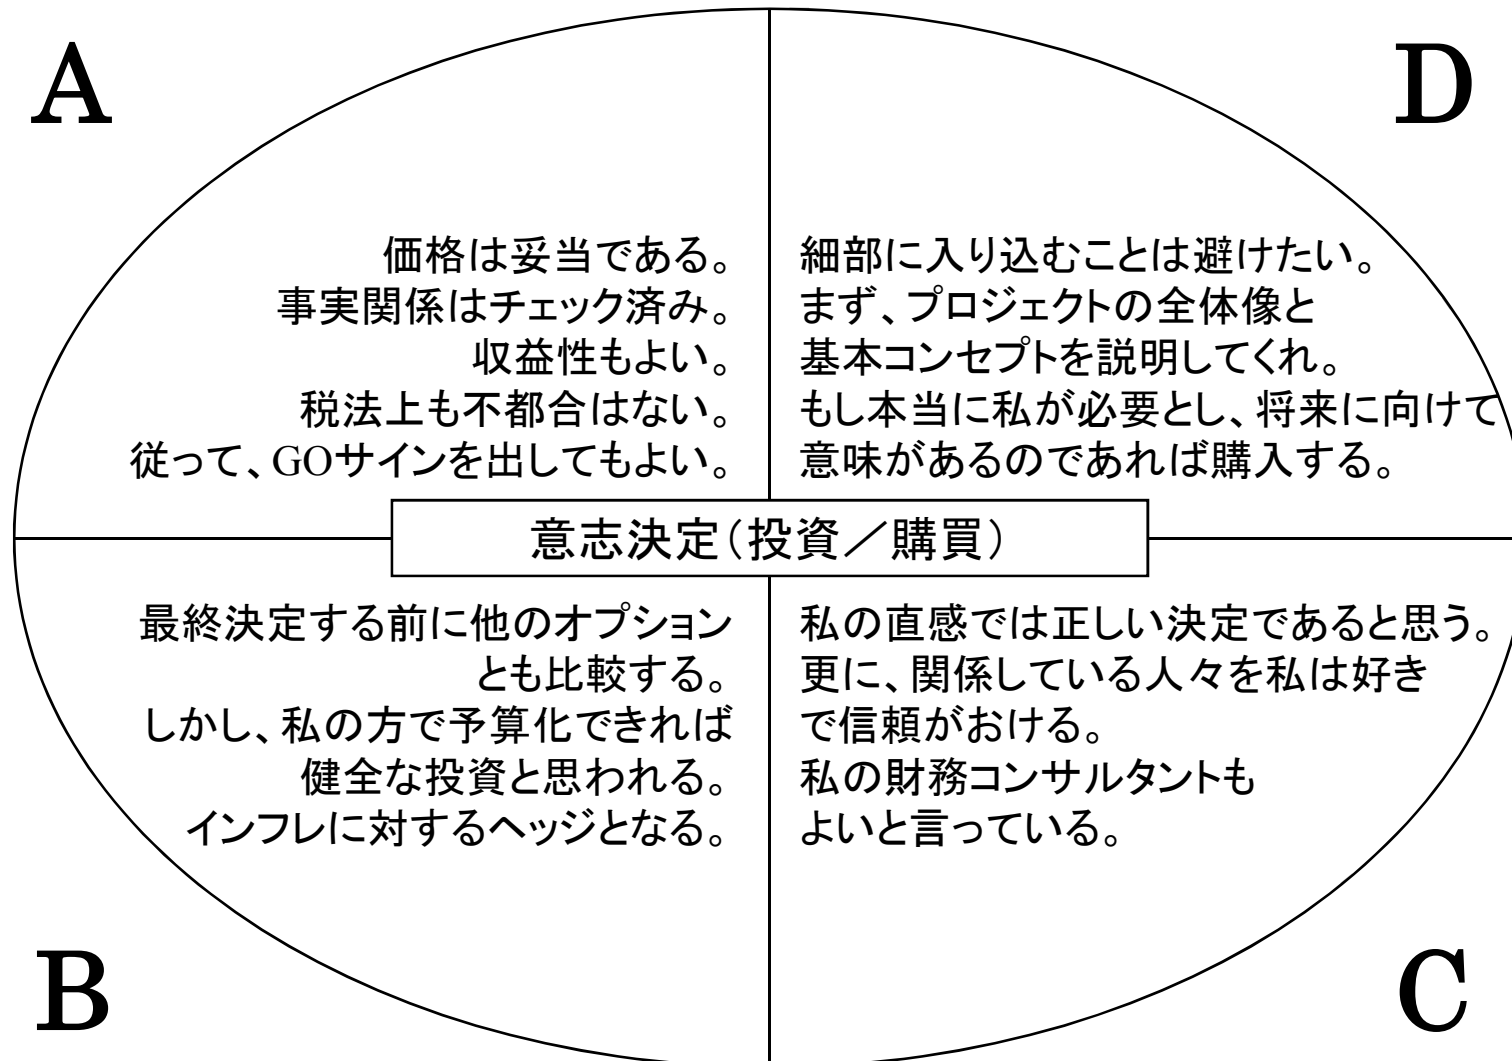 A
価格は妥当である。
事実関係はチェック済み。
収益性もよい。
税法上も不都合はない。
従って、GOサインを出してもよい。
D
細部に入り込むことは避けたい。
まず、プロジェクトの全体像と
基本コンセプトを説明してくれ。
もし本当に私が必要とし、将来に向けて
意味があるのであれば購入する。
意志決定(投資/購買)
最終決定する前に他のオプション
とも比較する。
しかし、私の方で予算化できれば
健全な投資と思われる。
インフレに対するヘッジとなる。
B
私の直感では正しい決定であると思う。
更に、関係している人々を私は好き
で信頼がおける。
私の財務コンサルタントも
よいと言っている。
C